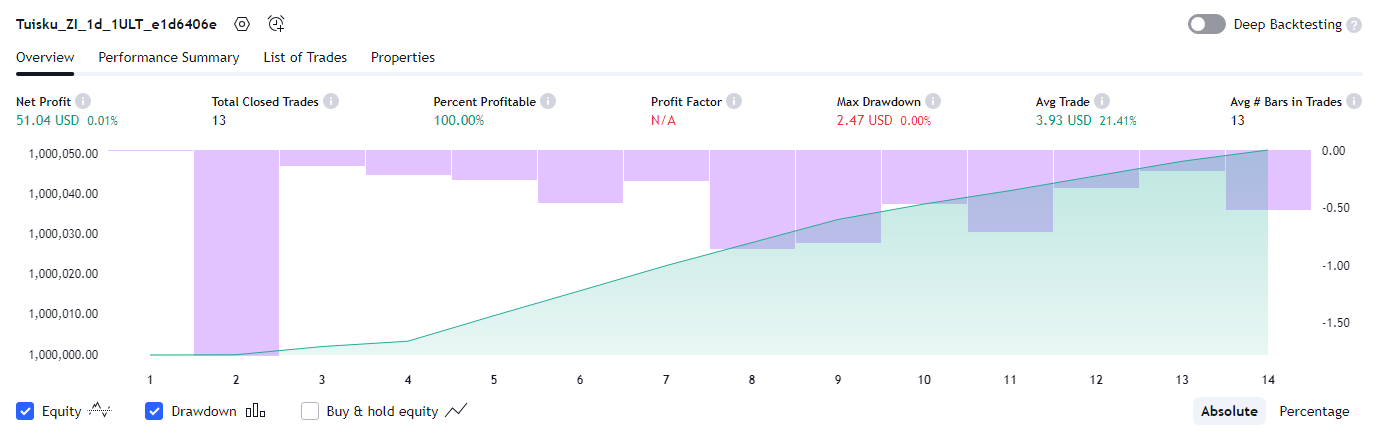 Tuisku_ZI_1d_1ULT_e1d6406e Deep Backtesting ?
Overview Performance Summary List of Trades Properties
Net Profit i Total Closed Trades i Percent Profitable i Profit Factor i Max Drawdown i Avg Trade i Avg # Bars in Trades i
51.04 USD 0.01% 13 100.00% N/A 2.47 USD 0.00% 3.93 USD 21.41% 13
1,000,050.00 0.00
1,000,040.00
-0.50
1,000,030.00
-1.00
1,000,020.00
1,000,010.00
-1.50
1,000,000.00
1 2 3 4 5 6 7 8 9 10 11 12 13 14
Equity Drawdown Buy & hold equity Absolute Percentage